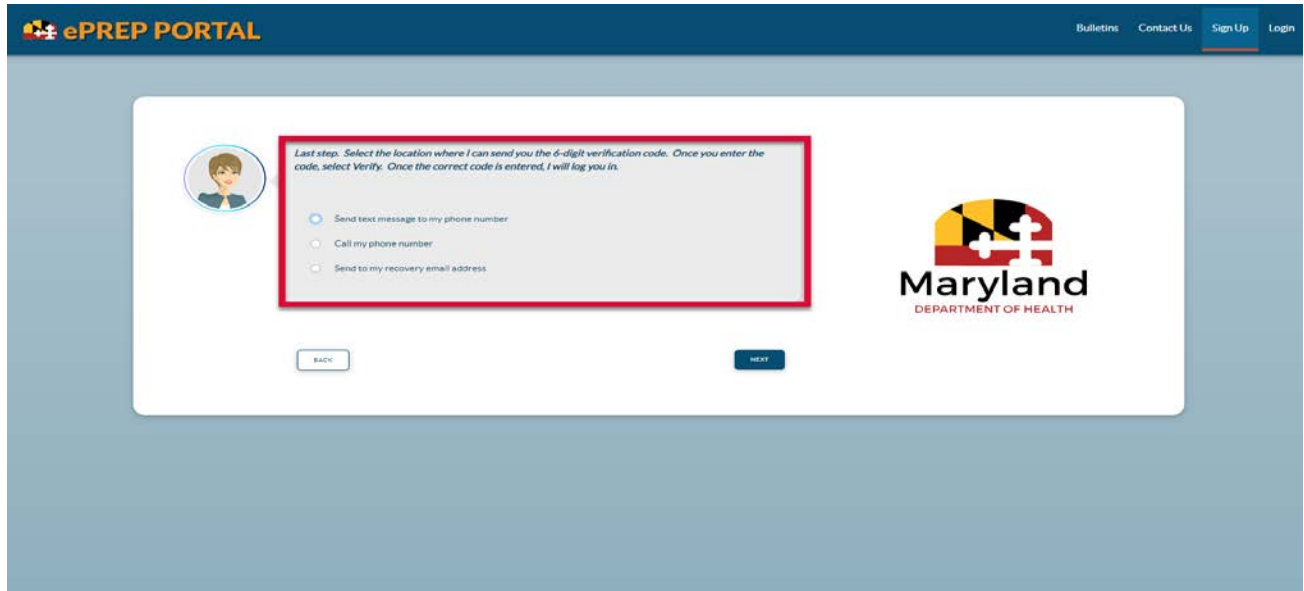 ePREP PORTAL
Bulletins Contact Us Sign Up Login
Last step. Select the location where I can send you the 6-digit verification code. Once you enter the
code, select Verify. Once the correct code is entered, I will log you in.
Send text message to my phone number
Call my phone number
Send to my recovery email address
Maryland
DEPARTMENT OF HEALTH
BACK
NEXT